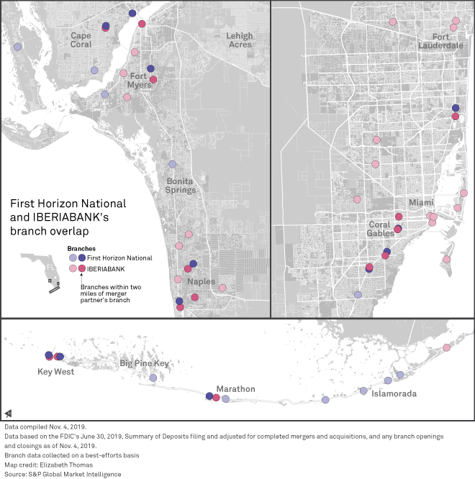 Cape
Coral
Lehigh
Acres
Fort
Myers
Bonita
Springs
Naples
Fort
Lauderdale
Miami
Coral
Gables
First Horizon National
and IBERIABANK's
branch overlap
Branches
First Horizon National
IBERIABANK
Branches within two
miles of merger
partner's branch
Key West
Big Pine Key
Marathon
Islamorada
Data compiled Nov. 4, 2019.
Data based on the FDIC's June 30, 2019, Summary of Deposits filing and adjusted for completed mergers and acquisitions, and any branch openings
and closings as of Nov. 4, 2019.
Branch data collected on a best-efforts basis
Map credit: Elizabeth Thomas
Source: S&P Global Market Intelligence